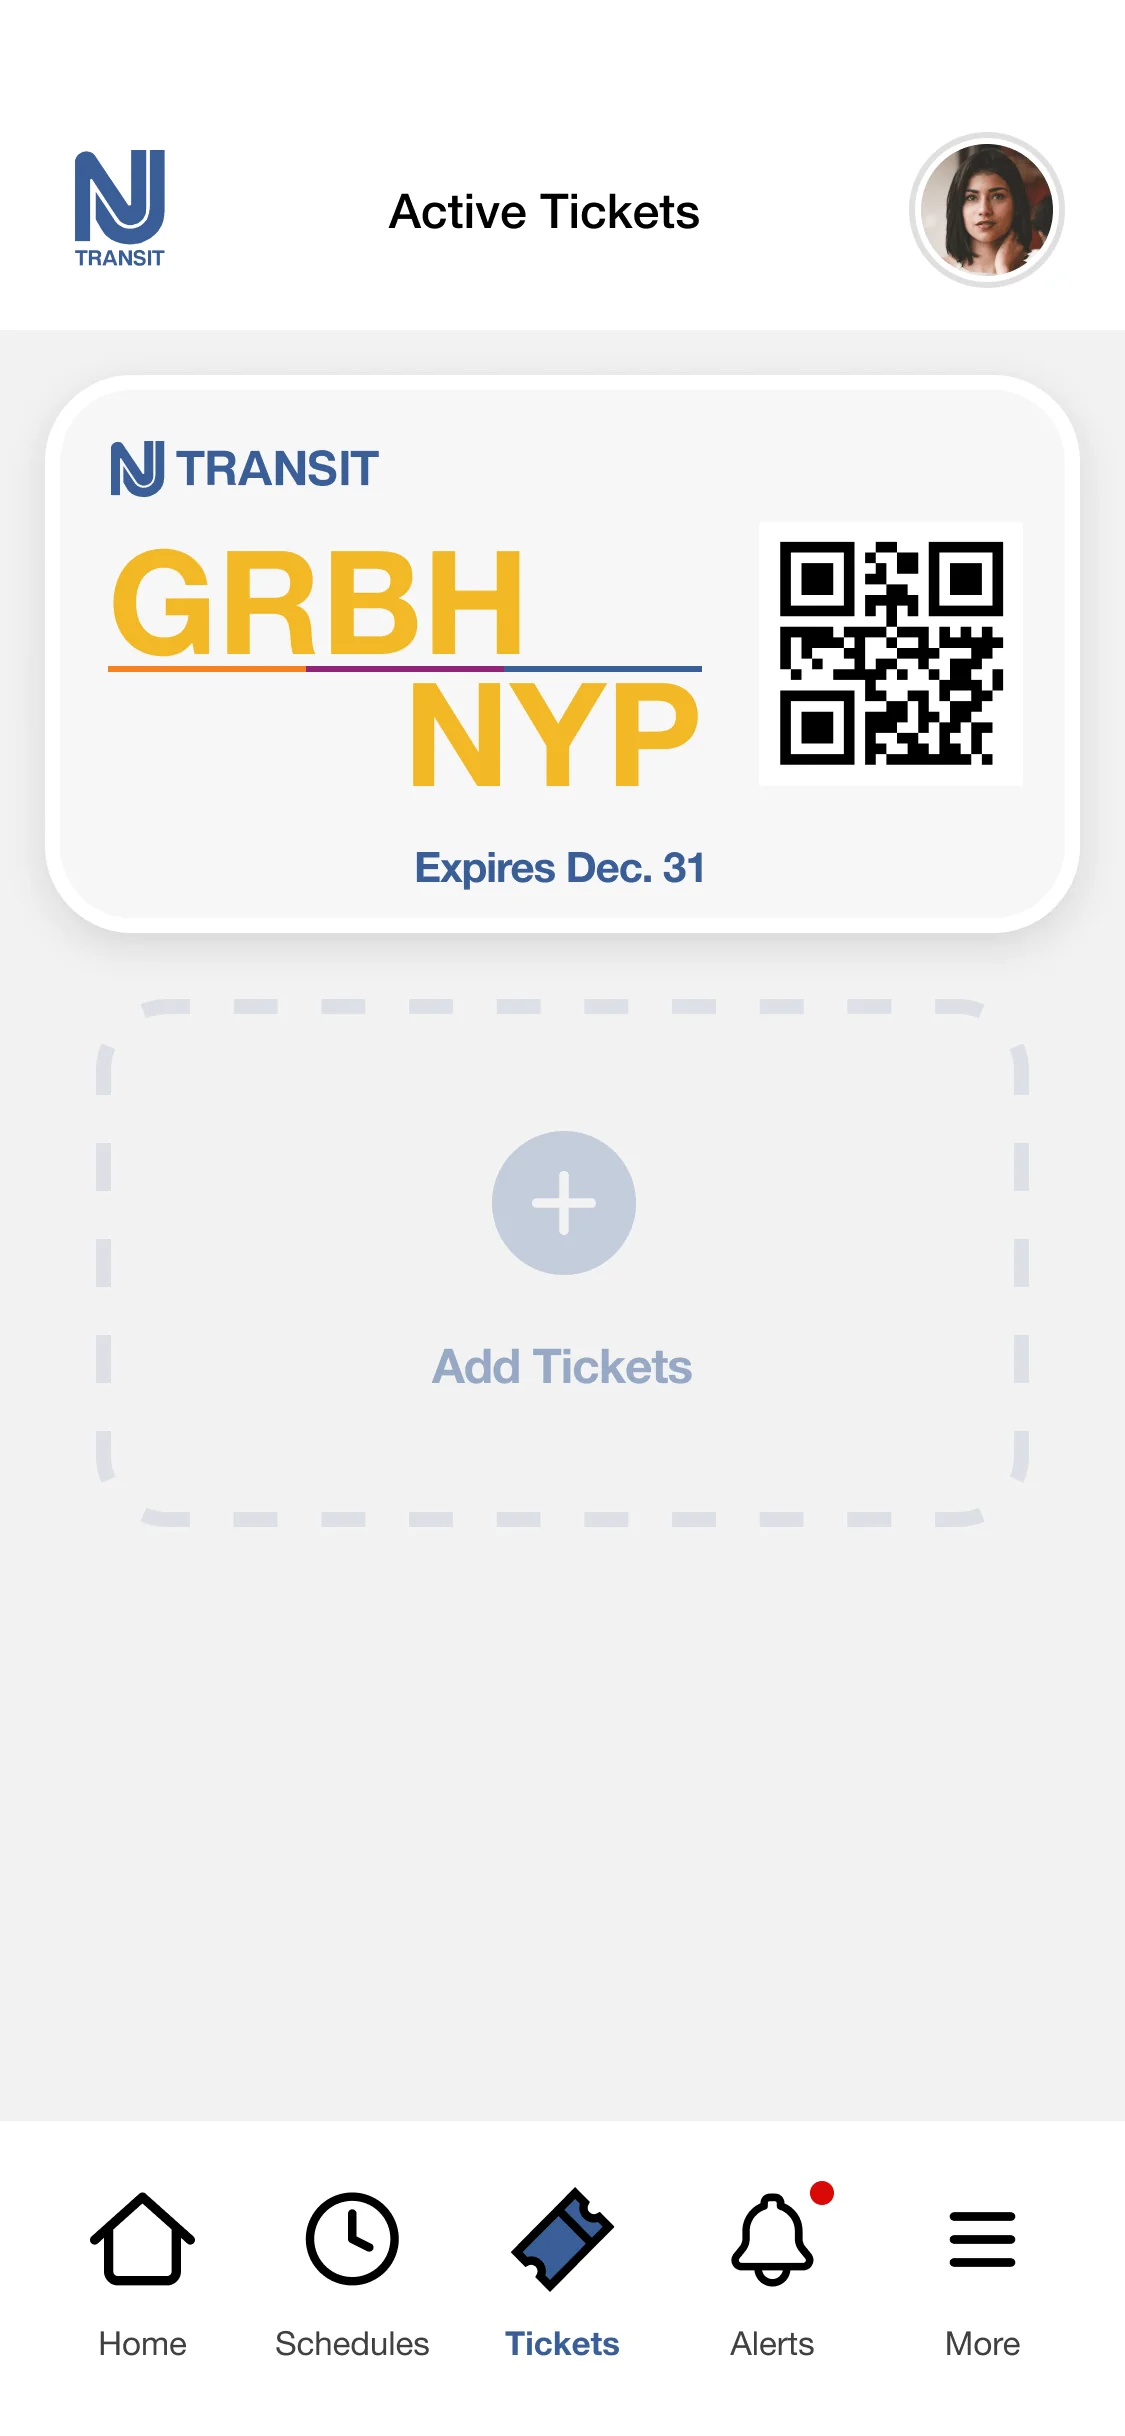 NJ
TRANSIT
Active Tickets
NJ TRANSIT
GRBH
NYP
Expires Dec. 31
Add Tickets
Home
Schedules
Tickets
Alerts
More